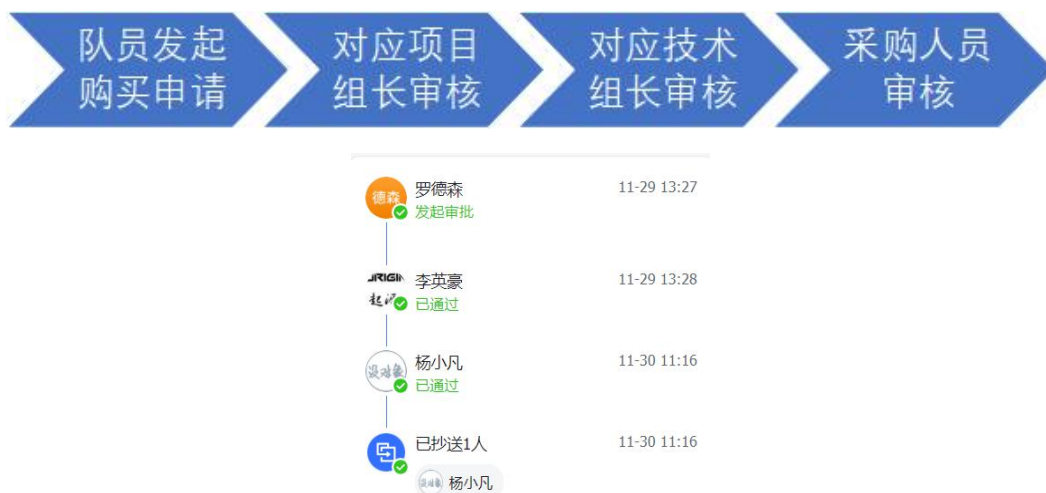 队员发起
购买申请
对应项目
组长审核
对应技术
组长审核
采购人员
审核
德森
罗德森
11-29 13:27
发起审批
李英豪
11-29 13:28
已通过
杨小凡
11-30 11:16
已通过
没对象
已抄送1人
11-30 11:16
杨小凡